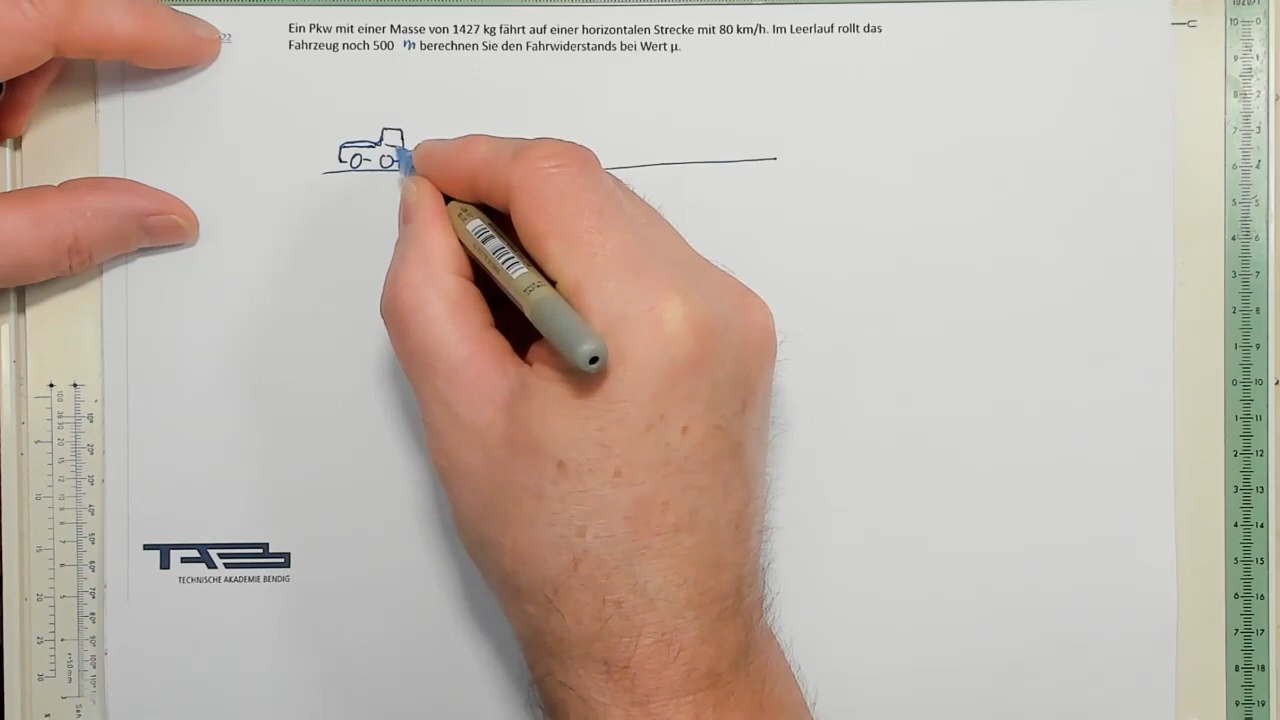 Ein Pkw mit einer Masse von 1427 kg fährt auf einer horizontalen Strecke mit 80 km/h. Im Leerlauf rollt das
Fahrzeug noch 500 m berechnen Sie den Fahrwiderstands bei Wert μ.
TAB
TECHNISCHE AKADEMIE BENDIG